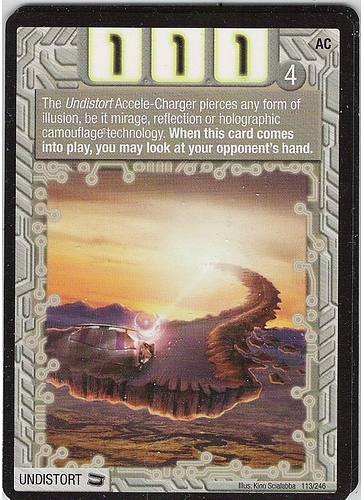 1 1 1
AC
4
The Undistort Accele-Charger pierces any form of
illusion, be it mirage, reflection or holographic
camouflage technology. When this card comes
into play, you may look at your opponent's hand.
UNDISTORT
Illus. Kino Scialabba 113/246